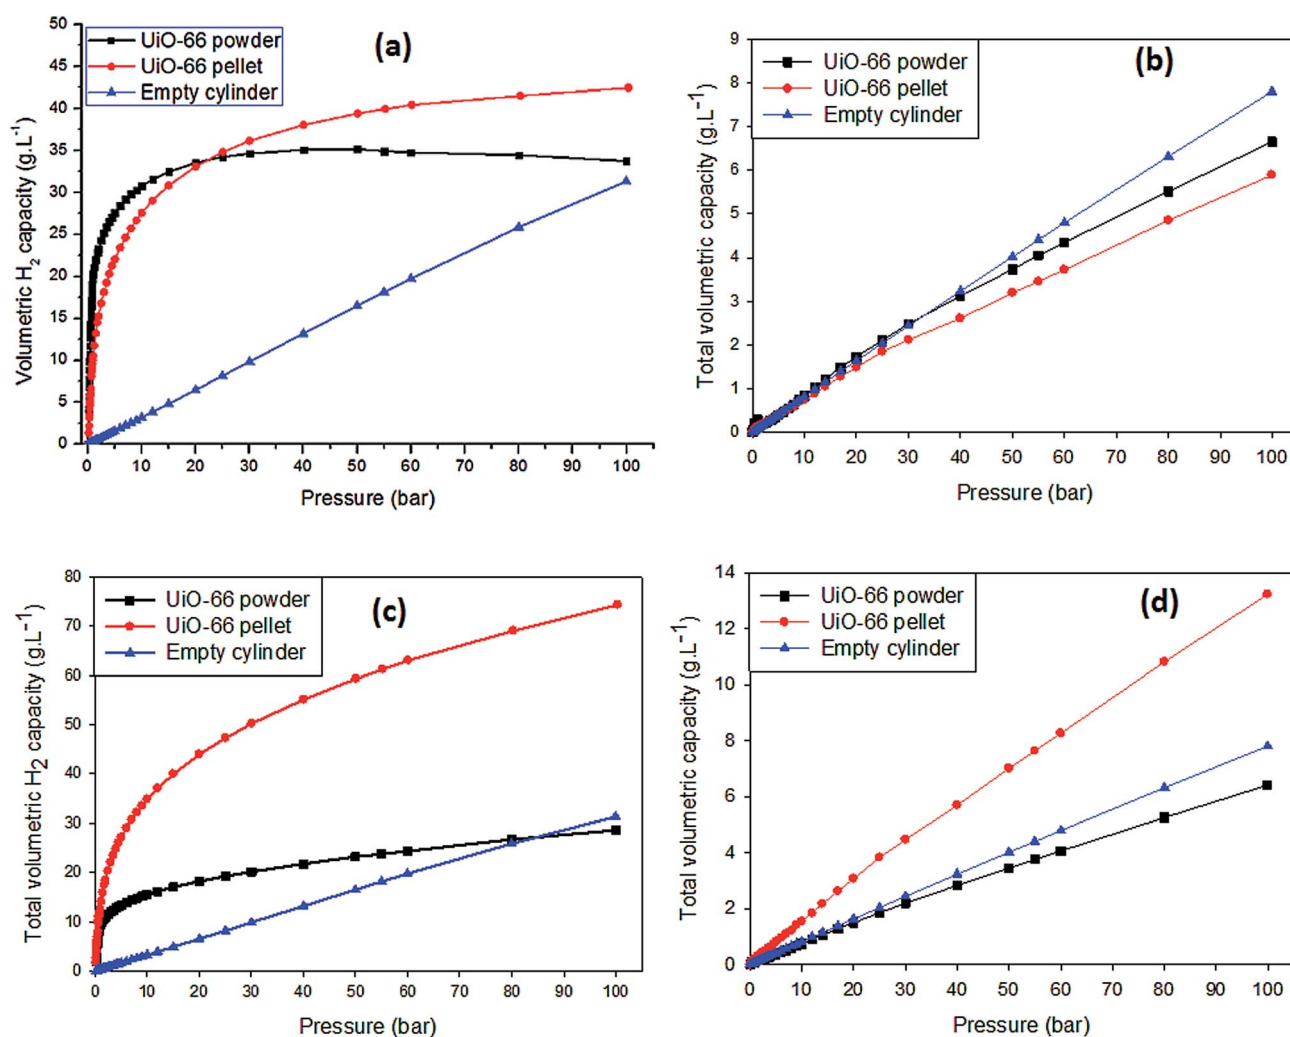 (a)
UiO-66 powder
UiO-66 pellet
Empty cylinder
Volumetric H₂ capacity (g.L⁻¹)
50
45
40
35
30
25
20
15
10
5
0
0 10 20 30 40 50 60 70 80 90 100
Pressure (bar)
(b)
UiO-66 powder
UiO-66 pellet
Empty cylinder
Total volumetric capacity (g.L⁻¹)
9
8
7
6
5
4
3
2
1
0
0 10 20 30 40 50 60 70 80 90 100
Pressure (bar)
(c)
UiO-66 powder
UiO-66 pellet
Empty cylinder
Total volumetric H2 capacity (g.L⁻¹)
80
70
60
50
40
30
20
10
0
0 10 20 30 40 50 60 70 80 90 100
Pressure (bar)
(d)
UiO-66 powder
UiO-66 pellet
Empty cylinder
Total volumetric capacity (g.L⁻¹)
14
12
10
8
6
4
2
0
0 10 20 30 40 50 60 70 80 90 100
Pressure (bar)